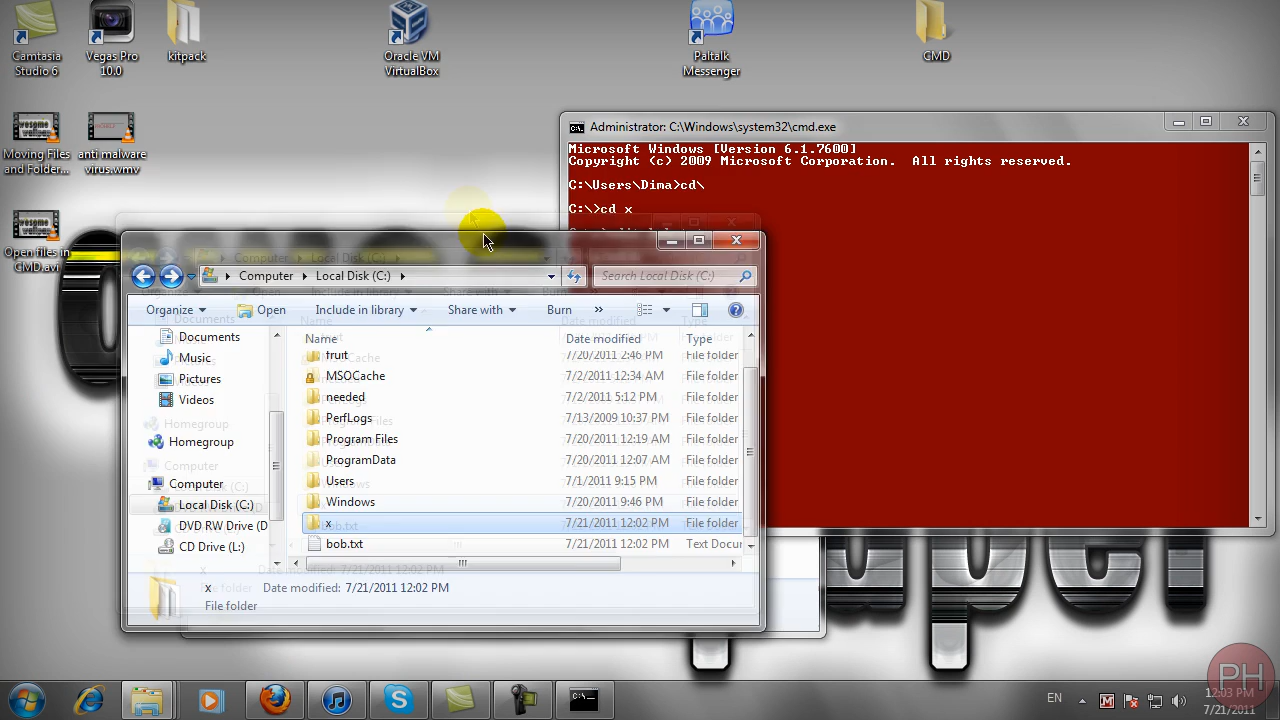 Camtasia
Studio 6
Vegas Pro
10.0
kitpack
Oracle VM
VirtualBox
Paltalk
Messenger
CMD
Moving Files
and Folder...
anti malware
virus.wmv
Open files in
CMD.avi
Administrator: C:\Windows\system32\cmd.exe
Microsoft Windows [Version 6.1.7600]
Copyright (c) 2009 Microsoft Corporation.  All rights reserved.
C:\Users\Dima>cd\
C:\>cd x
Computer Local Disk (C:)
Search Local Disk (C:)
Organize Open Include in library Share with Burn »
Name Date modified Type
Documents
Music
Pictures
Videos
Homegroup
Computer
Local Disk (C:)
DVD RW Drive (D
CD Drive (L:)
fruit 7/20/2011 2:46 PM File folder
MSOCache 7/2/2011 12:34 AM File folder
needed 7/2/2011 5:12 PM File folder
PerfLogs 7/13/2009 10:37 PM File folder
Program Files 7/20/2011 12:19 AM File folder
ProgramData 7/20/2011 12:07 AM File folder
Users 7/1/2011 9:15 PM File folder
Windows 7/20/2011 9:46 PM File folder
x 7/21/2011 12:02 PM File folder
bob.txt 7/21/2011 12:02 PM Text Docu
x Date modified: 7/21/2011 12:02 PM
File folder
EN
12:03 PM
7/21/2011
PH